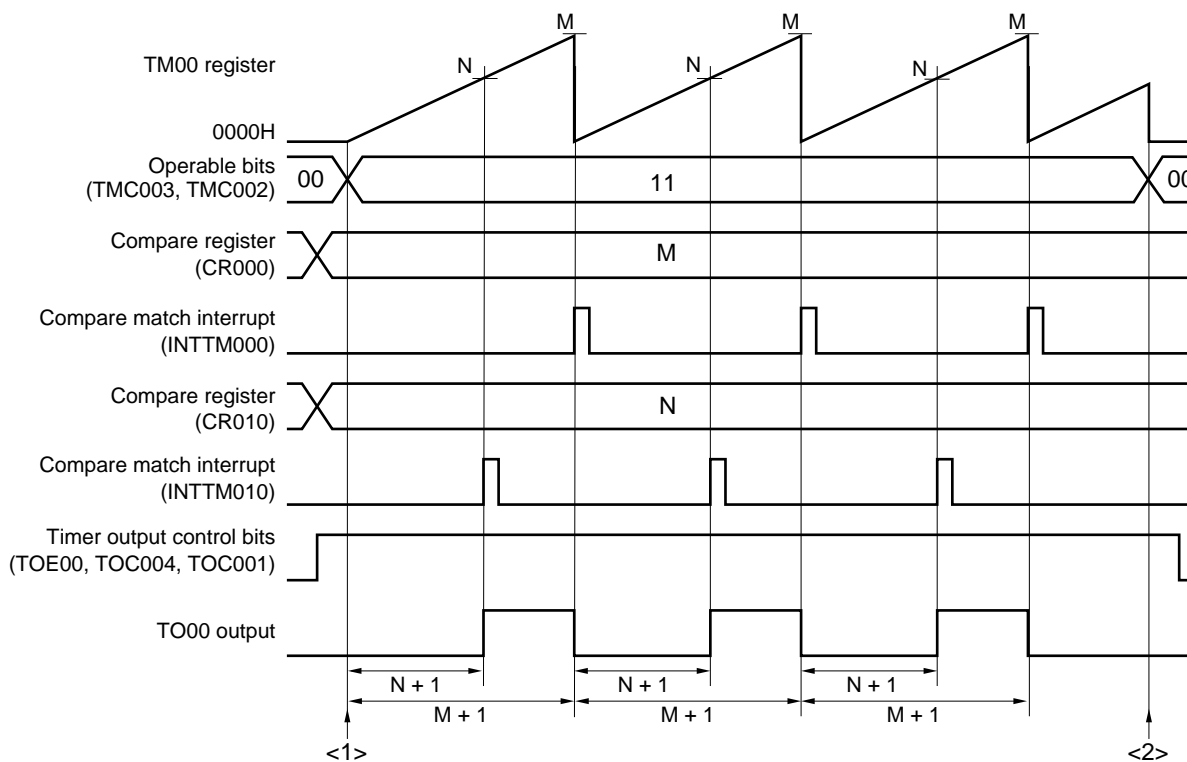 M
M
M
TM00 register
N
N
N
0000H
Operable bits
(TMC003, TMC002)
00
11
00
Compare register
(CR000)
M
Compare match interrupt
(INTTM000)
Compare register
(CR010)
N
Compare match interrupt
(INTTM010)
Timer output control bits
(TOE00, TOC004, TOC001)
TO00 output
N + 1
N + 1
N + 1
M + 1
M + 1
M + 1
<1>
<2>